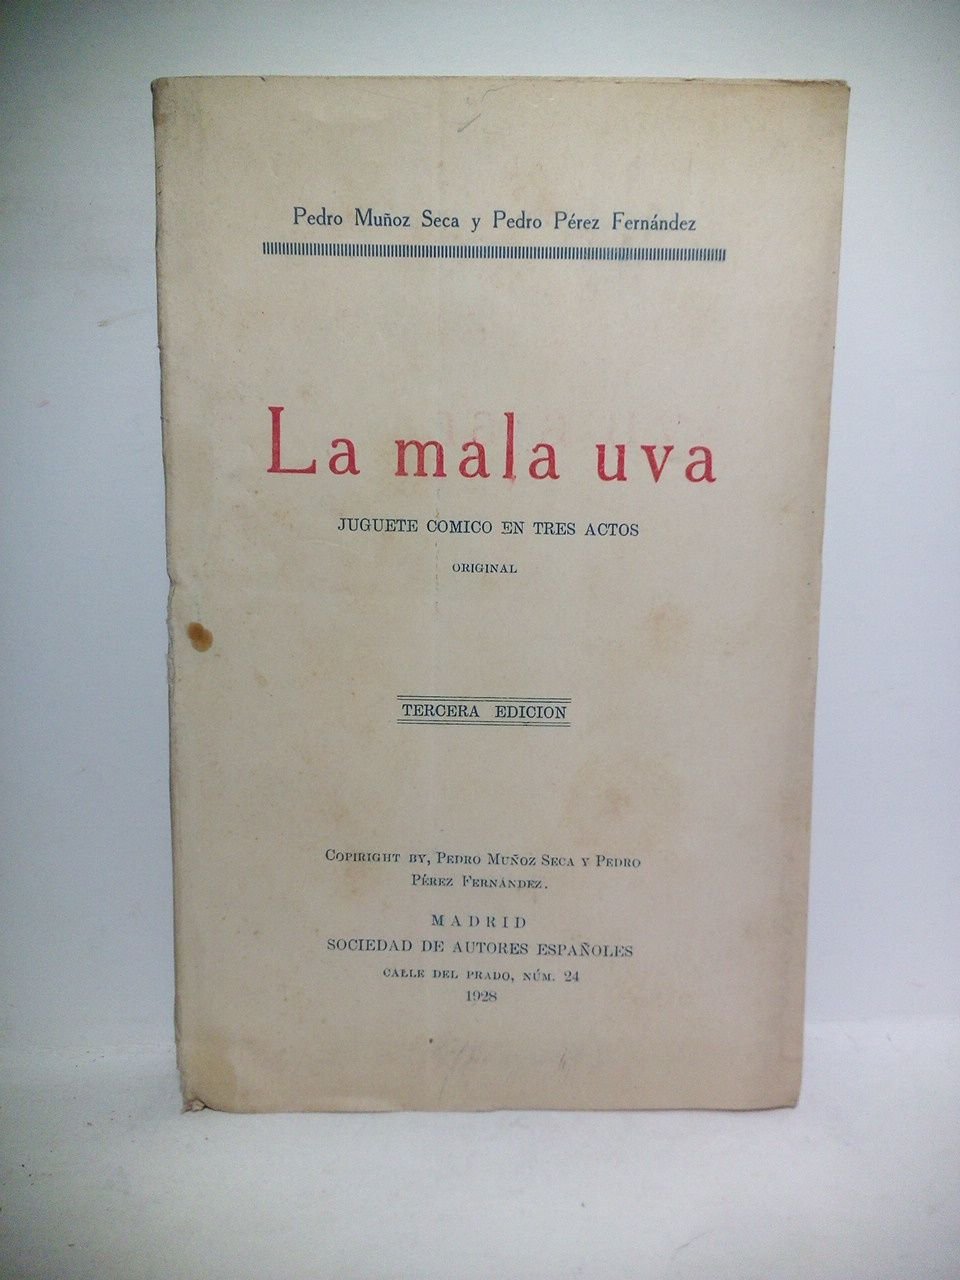 Pedro Muñoz Seca y Pedro Pérez Fernández
La mala uva
JUGUETE COMICO EN TRES ACTOS
ORIGINAL
TERCERA EDICION
COPIRIGHT BY, PEDRO MUÑOZ SECA Y PEDRO
PÉREZ FERNÁNDEZ.
MADRID
SOCIEDAD DE AUTORES ESPAÑOLES
CALLE DEL PRADO, NÚM. 24
1928